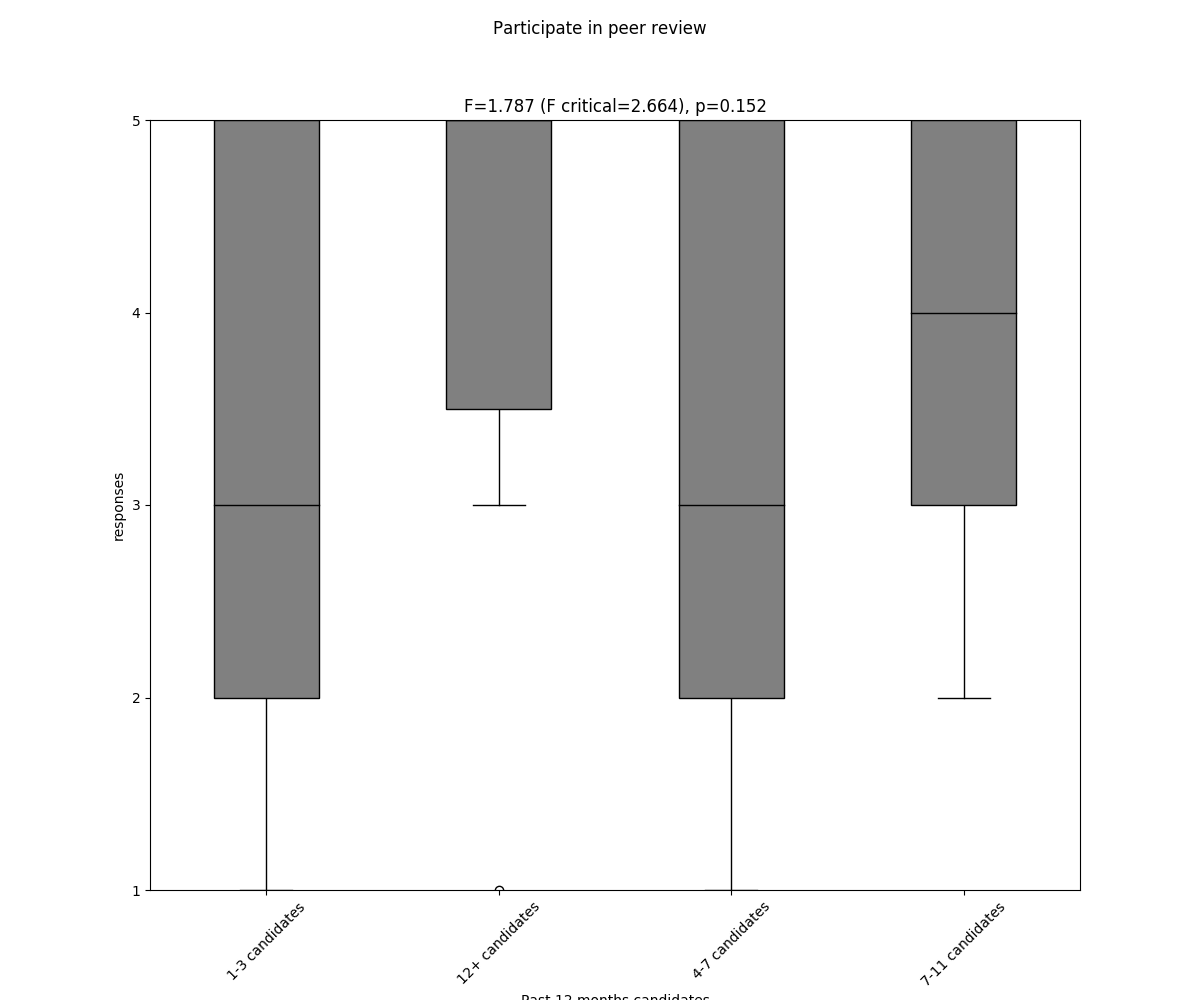 Participate in peer review
F=1.787 (F critical=2.664), p=0.152
5
4
3
2
1
responses
1-3 candidates
12+ candidates
4-7 candidates
7-11 candidates
Past 12 months candidates